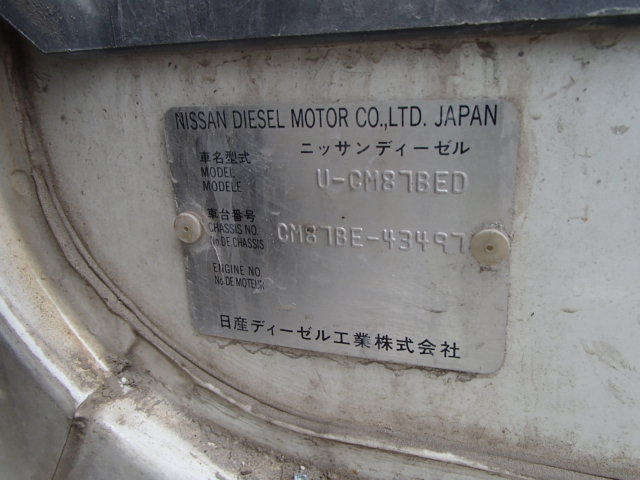 NISSAN DIESEL MOTOR CO.,LTD. JAPAN
ニッサンディーゼル
車名型式
MODEL
MODELE
U-CM87BED
車台番号
CHASSIS NO.
No.DE CHASSIS
CM87BE-43497
ENGINE NO.
No.DE MOTEUR
日産ディーゼル工業株式会社